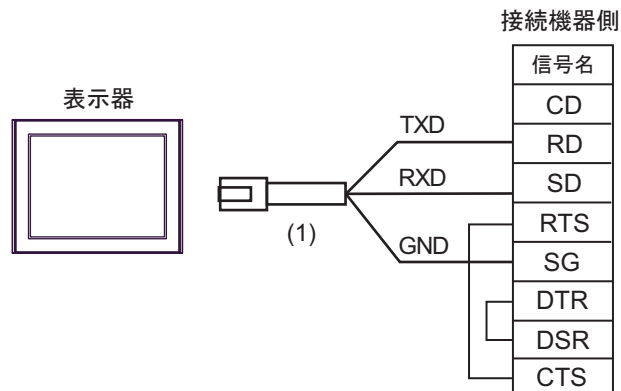 接続機器側
信号名
表示器
CD
TXD
RD
RXD
SD
(1)
RTS
GND
SG
DTR
DSR
CTS